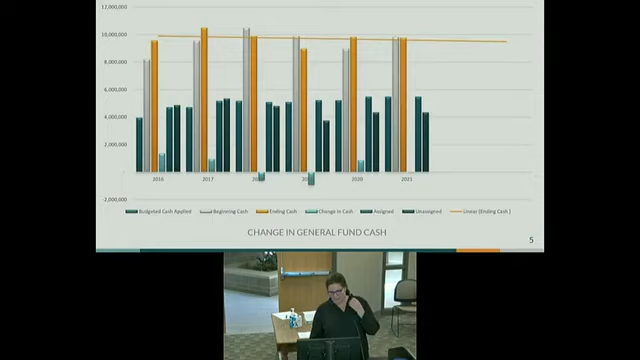 12,000,000
10,000,000
8,000,000
6,000,000
4,000,000
2,000,000
-2,000,000
2016 2017 2020 2021
Budgeted Cash Applied Beginning Cash Ending Cash Change in Cash Assigned Unassigned Linear (Ending Cash )
CHANGE IN GENERAL FUND CASH
5